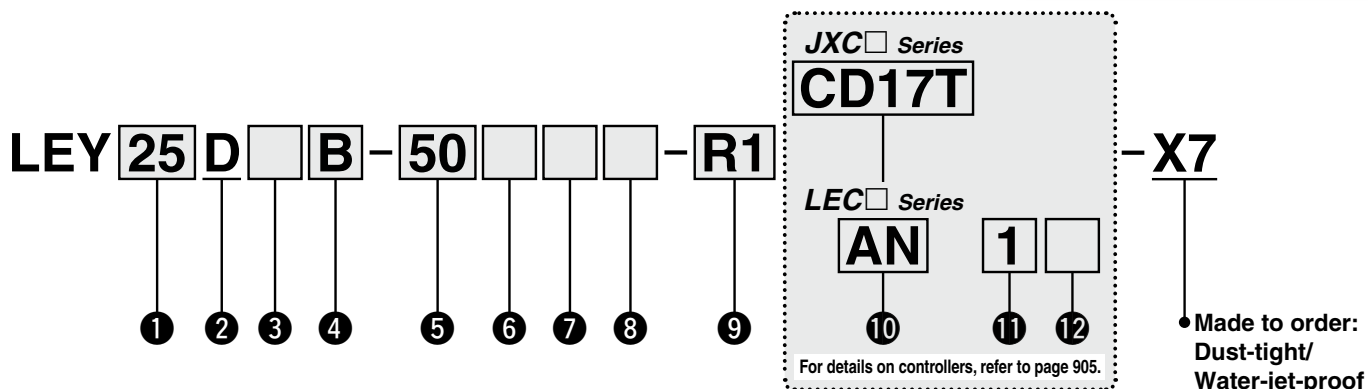 JXC□ Series
CD17T
LEY 25 D □ B – 50 □ □ □ – R1 – X7
LEC□ Series
AN 1 □
❶ ❷ ❸ ❹ ❺ ❻ ❼ ❽ ❾ ❿ ⓫ ⓬
For details on controllers, refer to page 905.
● Made to order:
Dust-tight/
Water-jet-proof